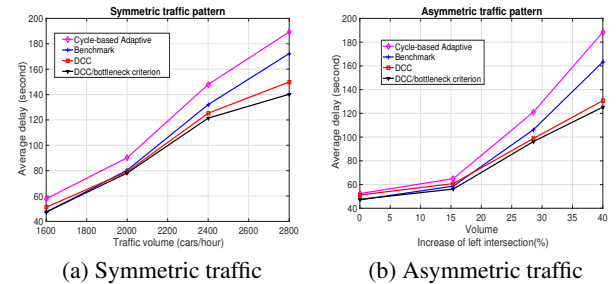 Symmetric traffic pattern
200
180
160
140
120
100
80
60
40
Average delay (second)
Cycle-based Adaptive
Benchmark
DCC
DCC/bottleneck criterion
1600 1800 2000 2200 2400 2600 2800
Traffic volume (cars/hour)
(a) Symmetric traffic
Asymmetric traffic pattern
200
180
160
140
120
100
80
60
40
Average delay (second)
Cycle-based Adaptive
Benchmark
DCC
DCC/bottleneck criterion
0 5 10 15 20 25 30 35 40
Volume
Increase of left intersection(%)
(b) Asymmetric traffic